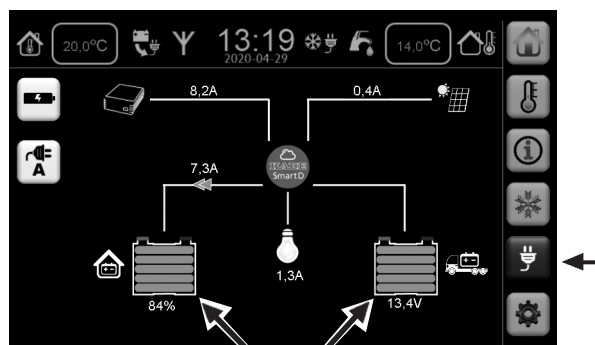 20,0°C
13:19
14,0°C
2020-04-29
8,2A
0,4A
A
7,3A
KABE
SmartD
1,3A
84%
13,4V